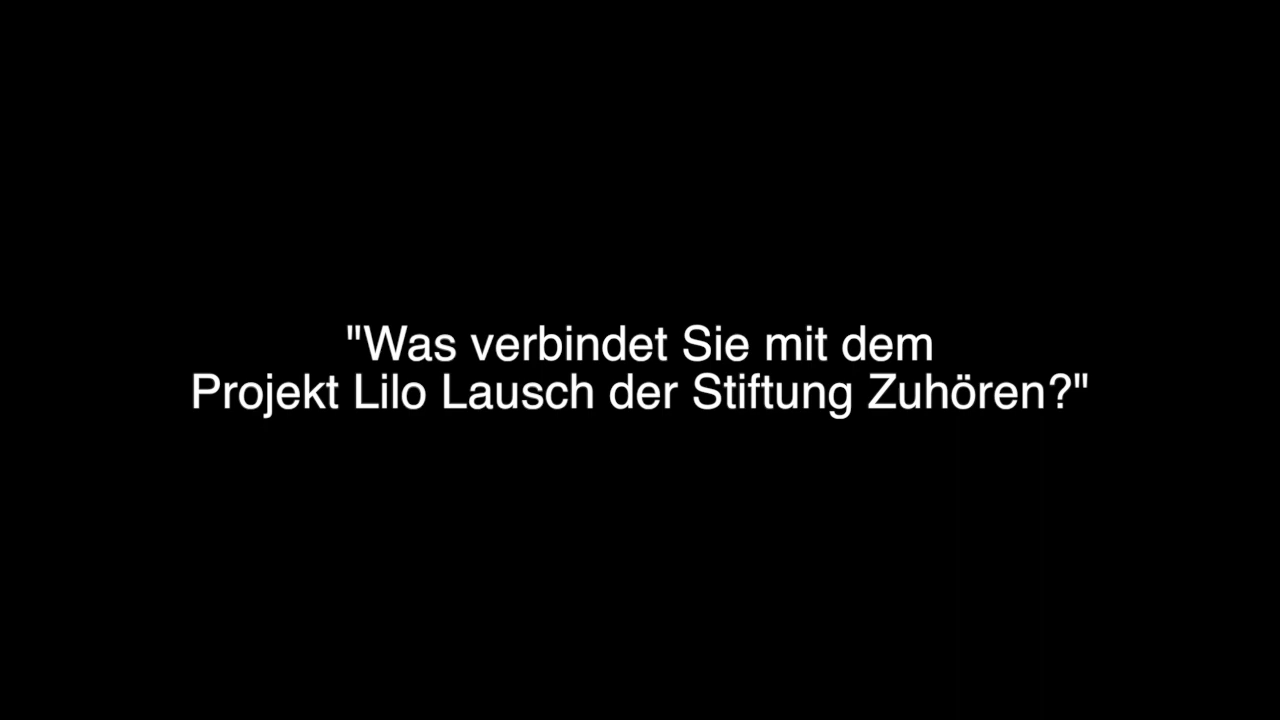 "Was verbindet Sie mit dem
Projekt Lilo Lausch der Stiftung Zuhören?"